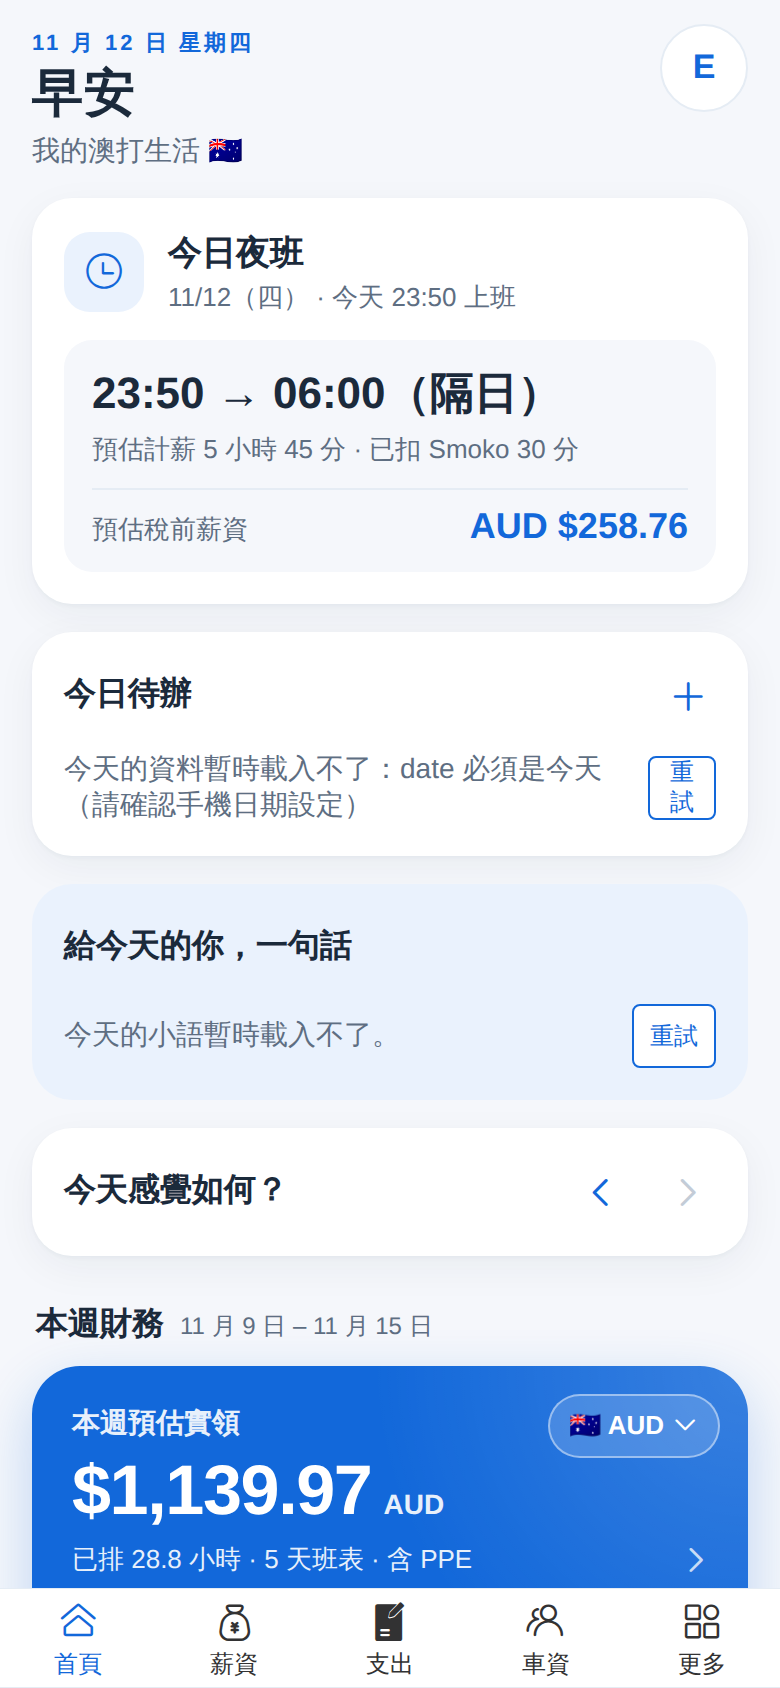 11 月 12 日 星期四
早安
E
我的澳打生活 🇦🇺
今日夜班
11/12（四） · 今天 23:50 上班
23:50 → 06:00（隔日）
預估計薪 5 小時 45 分 · 已扣 Smoko 30 分
預估稅前薪資 AUD $258.76
今日待辦
今天的資料暫載入不了：date 必須是今天
（請確認手機日期設定）
重
試
給今天的你，一句話
今天的小語暫時載入不了。
重試
今天感覺如何？
本週財務 11 月 9 日 – 11 月 15 日
本週預估實領
🇦🇺 AUD
$1,139.97 AUD
已排 28.8 小時 · 5 天班表 · 含 PPE
首頁 薪資 支出 車資 更多